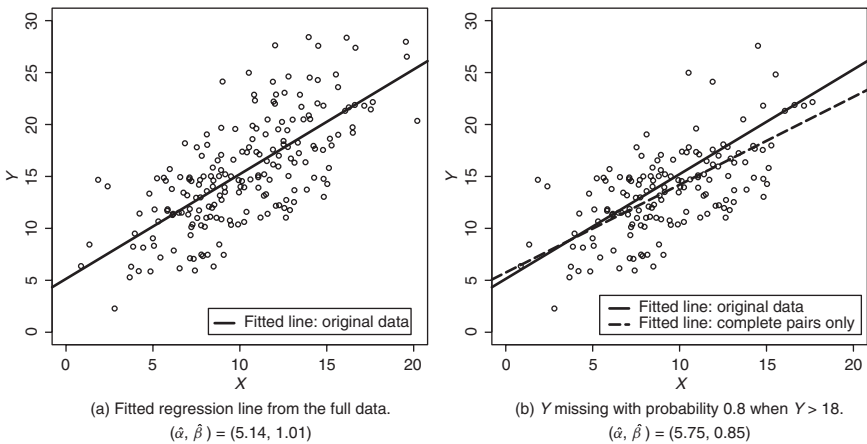 30
25
20
15
10
5
0
Y
0 5 10 15 20
X
Fitted line: original data
(a) Fitted regression line from the full data.
(α̂, β̂ ) = (5.14, 1.01)
30
25
20
15
10
5
0
Y
0 5 10 15 20
X
Fitted line: original data
Fitted line: complete pairs only
(b) Y missing with probability 0.8 when Y > 18.
(α̂, β̂ ) = (5.75, 0.85)